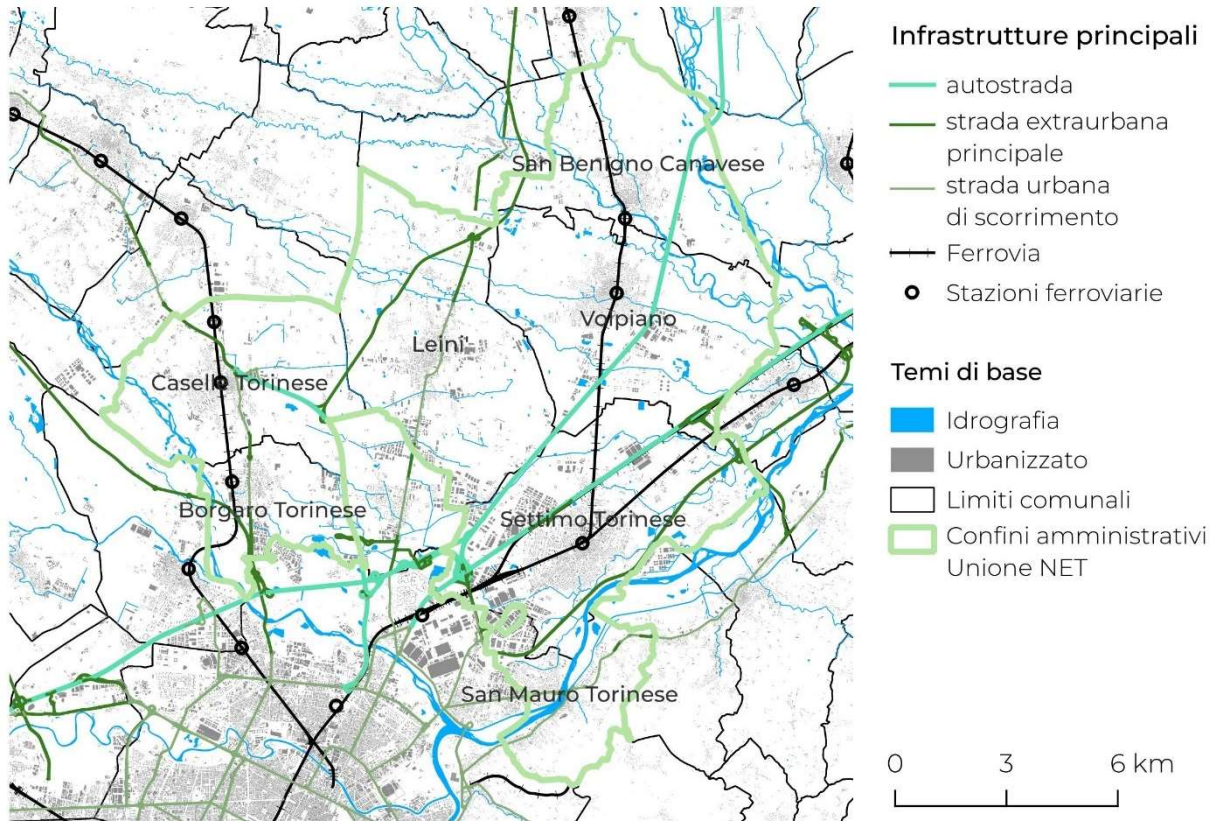 San Benigno Canavese
Volpiano
Leini'
Caselle Torinese
Borgaro Torinese
Settimo Torinese
San Mauro Torinese
Infrastrutture principali
autostrada
strada extraurbana
principale
strada urbana
di scorrimento
Ferrovia
Stazioni ferroviarie
Temi di base
Idrografia
Urbanizzato
Limiti comunali
Confini amministrativi
Unione NET
0 3 6 km